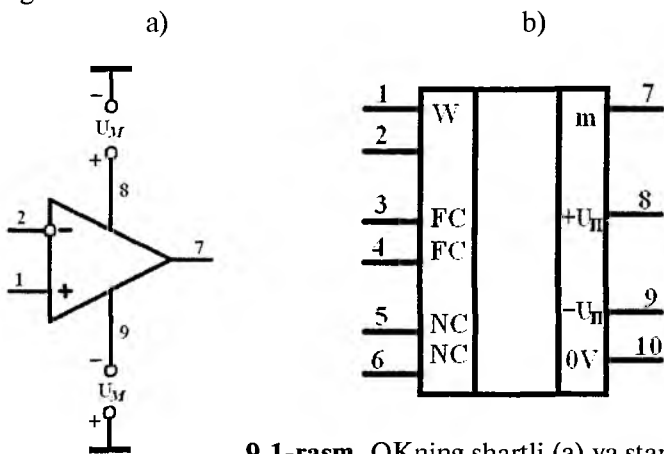 a)
b)
−
U_M
+
8
2
−
7
1
+
9
−
U_M
+
1
W
m
7
2
3
FC
+U_П
8
4
FC
5
NC
−U_П
9
6
NC
0V
10
9.1-rasm. OKning shartli (a) va